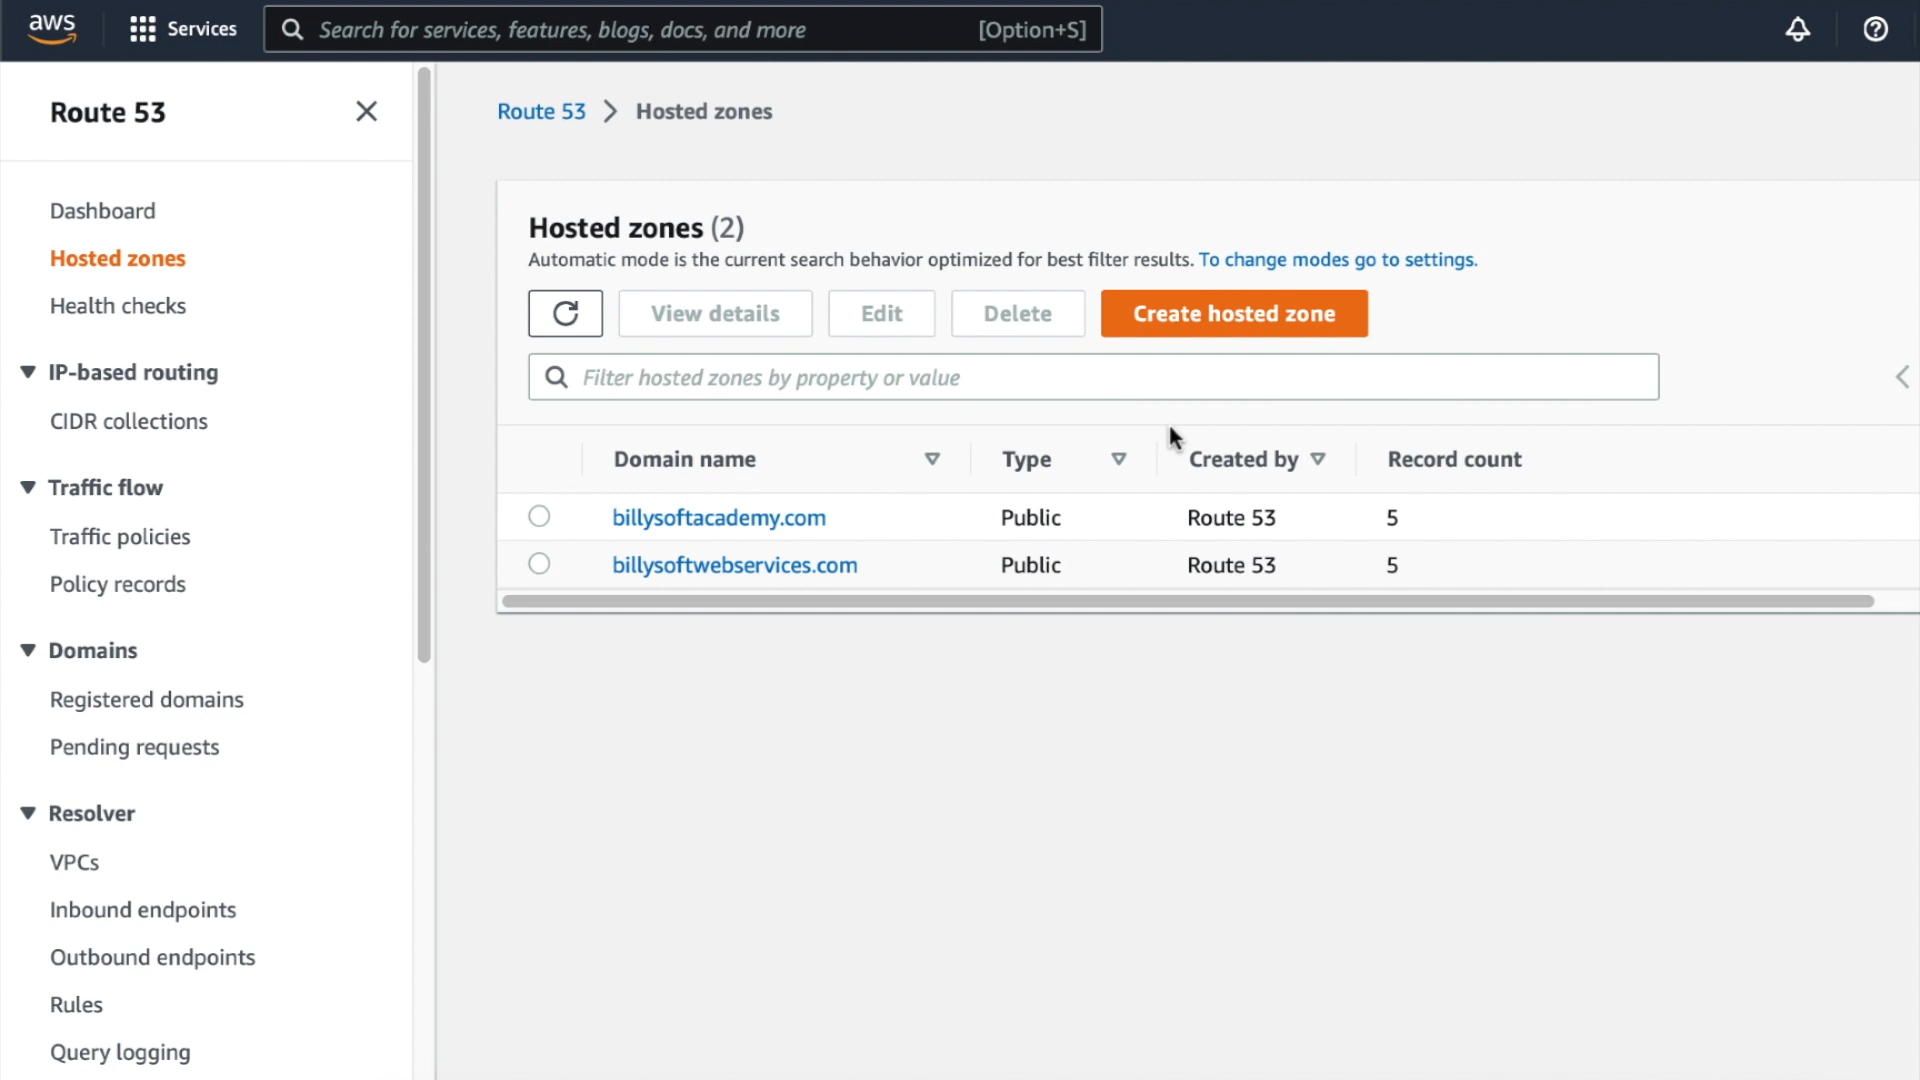 aws
Services
Search for services, features, blogs, docs, and more [Option+S]
Route 53
Dashboard
Hosted zones
Health checks
IP-based routing
CIDR collections
Traffic flow
Traffic policies
Policy records
Domains
Registered domains
Pending requests
Resolver
VPCs
Inbound endpoints
Outbound endpoints
Rules
Query logging
Route 53 > Hosted zones
Hosted zones (2)
Automatic mode is the current search behavior optimized for best filter results. To change modes go to settings.
View details Edit Delete Create hosted zone
Filter hosted zones by property or value
Domain name Type Created by Record count
billysoftacademy.com Public Route 53 5
billysoftwebservices.com Public Route 53 5